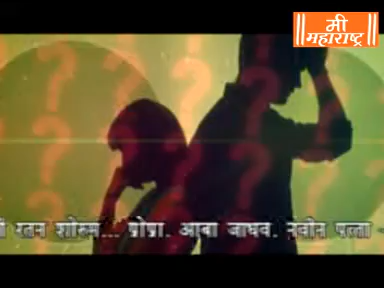 मी
महाराष्ट्र
रतन शोरुम... प्रोप्रा. आबा जाधव. नवीन पत्ता -